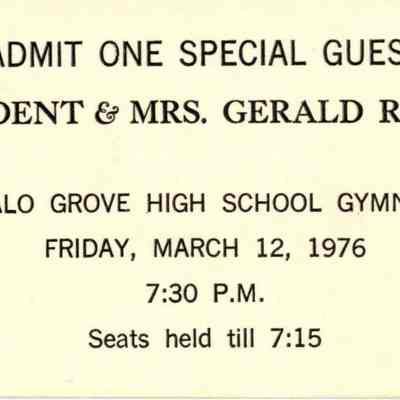 ADMIT ONE SPECIAL GUES
DENT & MRS. GERALD R
ALO GROVE HIGH SCHOOL GYMN
FRIDAY, MARCH 12, 1976
7:30 P.M.
Seats held till 7:15